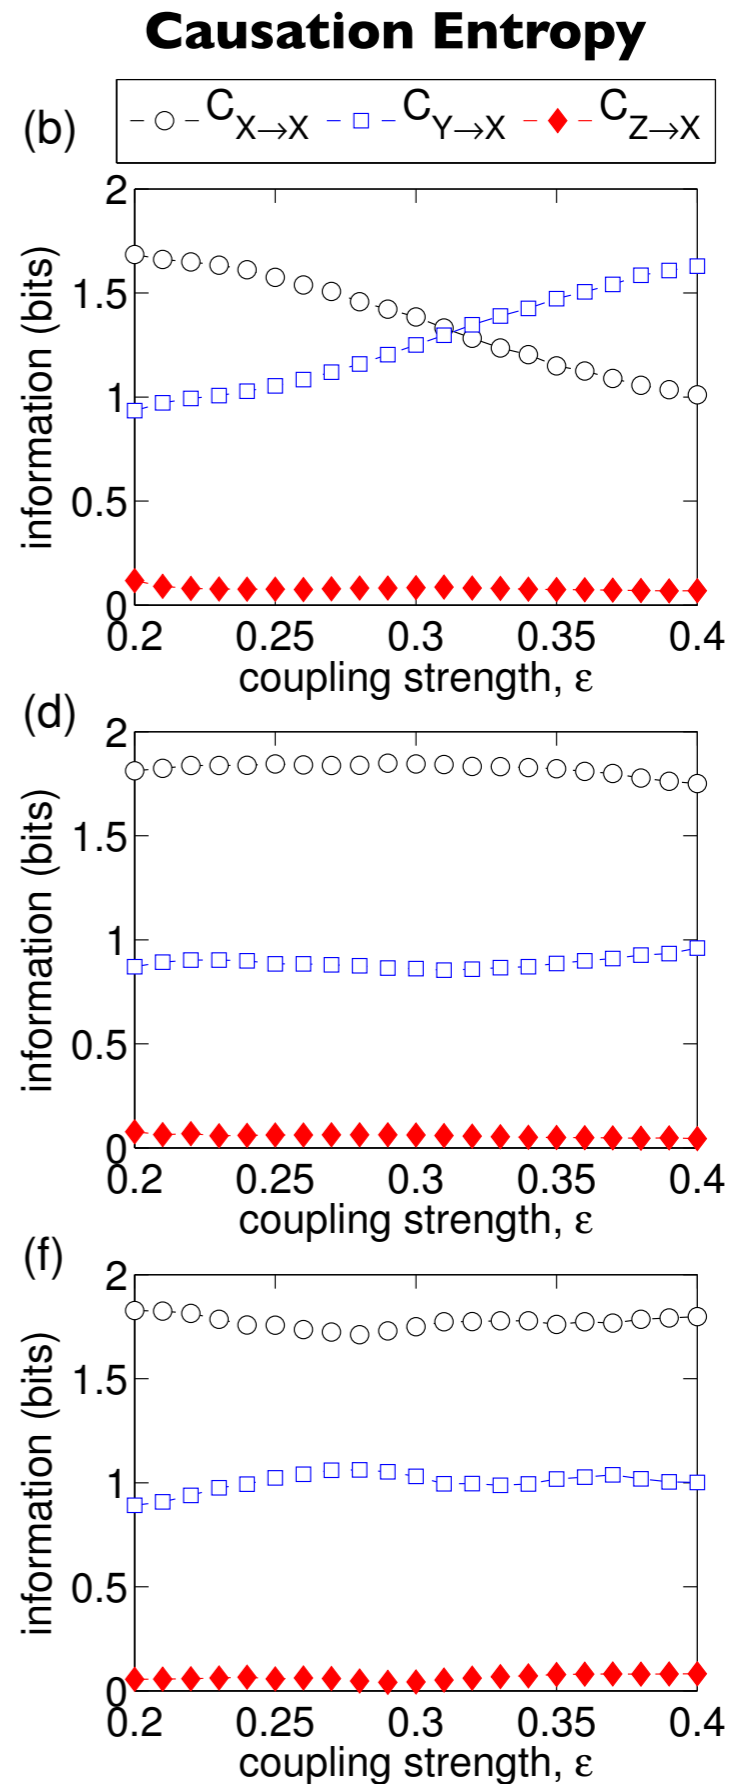 Causation Entropy
(b)
C X→X C Y→X C Z→X
2
1.5
1
0.5
0
information (bits)
0.2 0.25 0.3 0.35 0.4
coupling strength, ε
(d)
2
1.5
1
0.5
0
information (bits)
0.2 0.25 0.3 0.35 0.4
coupling strength, ε
(f)
2
1.5
1
0.5
0
information (bits)
0.2 0.25 0.3 0.35 0.4
coupling strength, ε